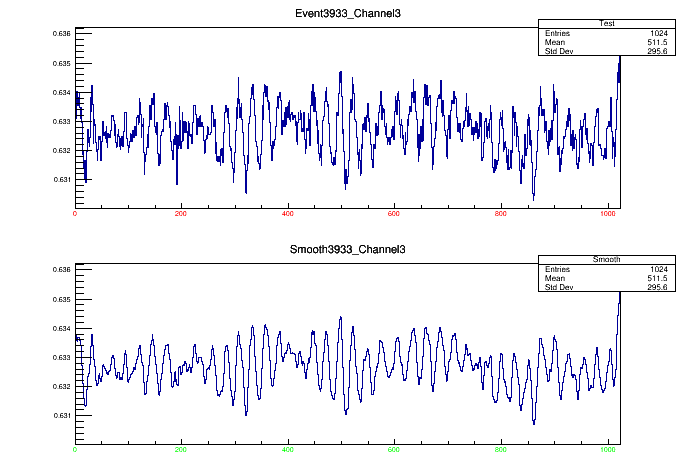 Event3933_Channel3
Test
Entries 1024
Mean 511.5
Std Dev 295.6
0.636
0.635
0.634
0.633
0.632
0.631
0 200 400 600 800 1000
Smooth3933_Channel3
Smooth
Entries 1024
Mean 511.5
Std Dev 295.6
0.636
0.635
0.634
0.633
0.632
0.631
0 200 400 600 800 1000